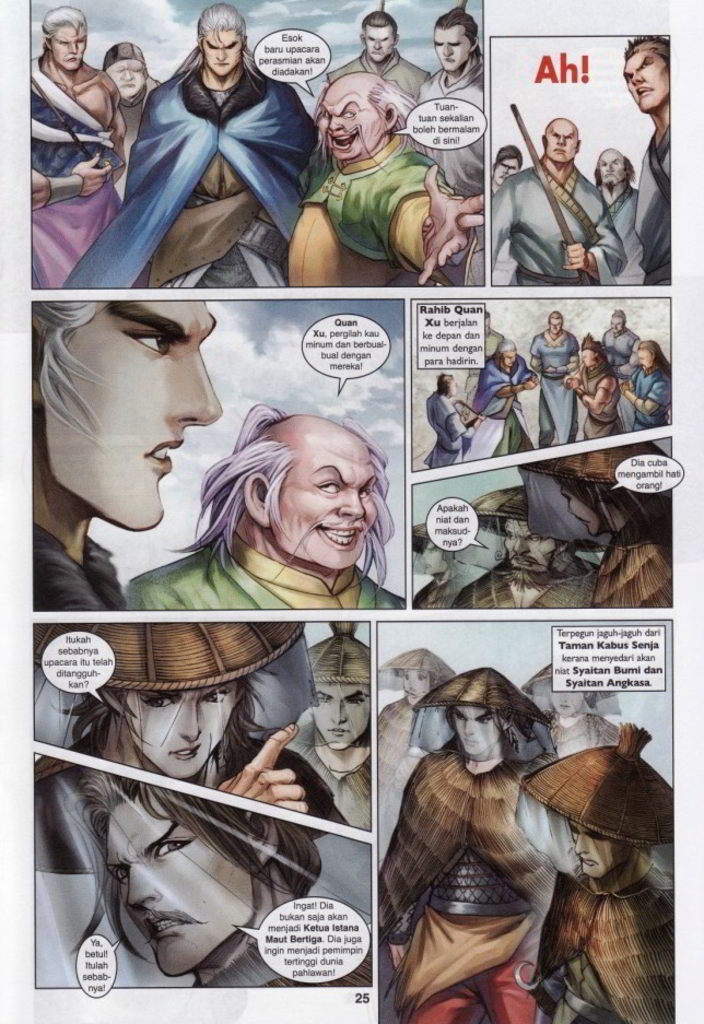 Esok
baru upacara
perasmian akan
diadakan!
Tuan-
tuan sekalian
boleh bermalam
di sini!
Ah!
Quan
Xu, pergilah kau
minum dan berbual-
bual dengan
mereka!
Rahib Quan
Xu berjalan
ke depan dan
minum dengan
para hadirin.
Dia cuba
mengambil hati
orang!
Apakah
niat dan
maksud-
nya?
Itukah
sebabnya
upacara itu telah
ditangguh-
kan?
Ingat! Dia
bukan saja akan
menjadi Ketua Istana
Maut Bertiga. Dia juga
ingin menjadi pemimpin
tertinggi dunia
pahlawan!
Ya,
betul!
Itulah
sebab-
nya!
Terpegun jaguh-jaguh dari
Taman Kabus Senja
kerana menyedari akan
niat Syaitan Bumi dan
Syaitan Angkasa.
25